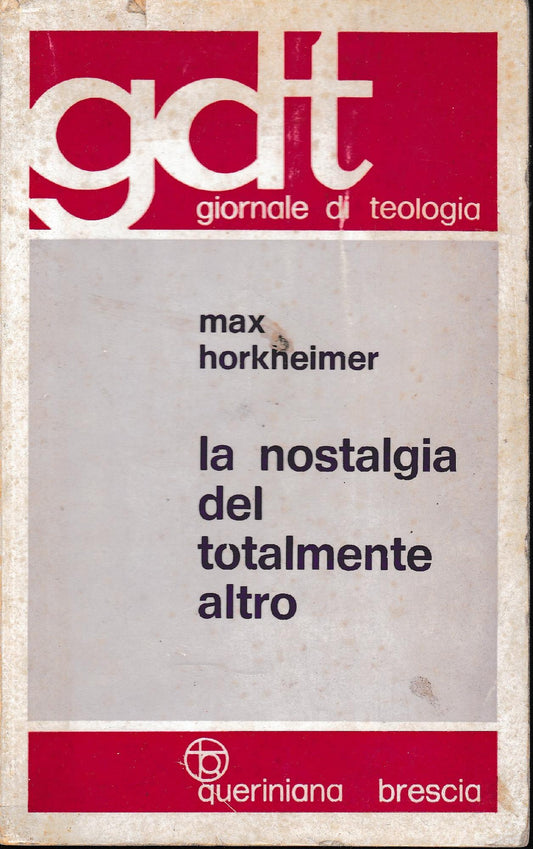 gdt
giornale di teologia
max
horkheimer
la nostalgia
del
totalmente
altro
queriniana brescia